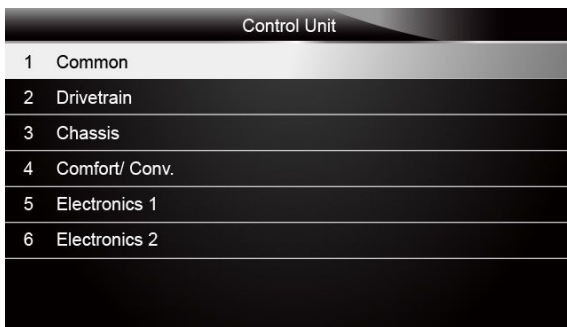 Control Unit
1 Common
2 Drivetrain
3 Chassis
4 Comfort/ Conv.
5 Electronics 1
6 Electronics 2